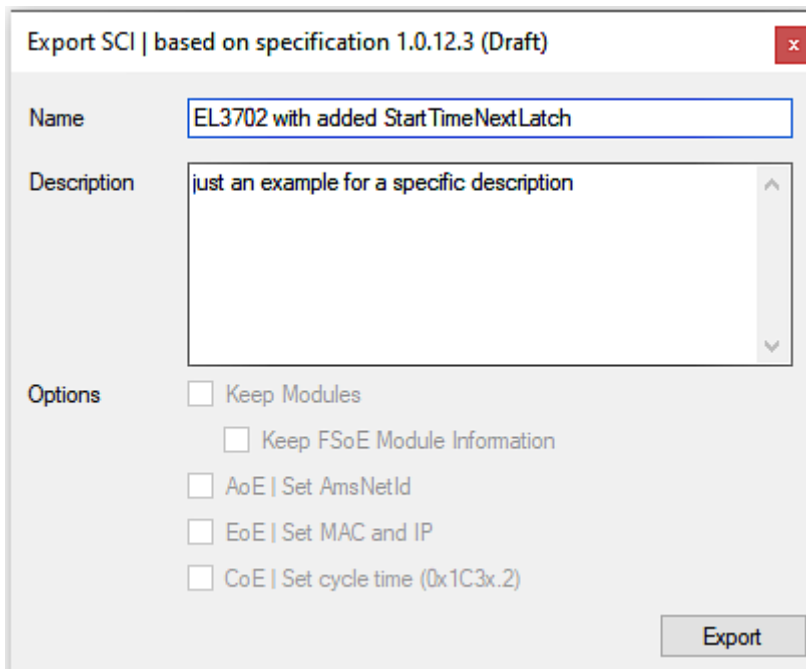 Export SCI | based on specification 1.0.12.3 (Draft)
x
Name
EL3702 with added StartTimeNextLatch
Description
just an example for a specific description
Options
Keep Modules
Keep FSoE Module Information
AoE | Set AmsNetId
EoE | Set MAC and IP
CoE | Set cycle time (0x1C3x.2)
Export